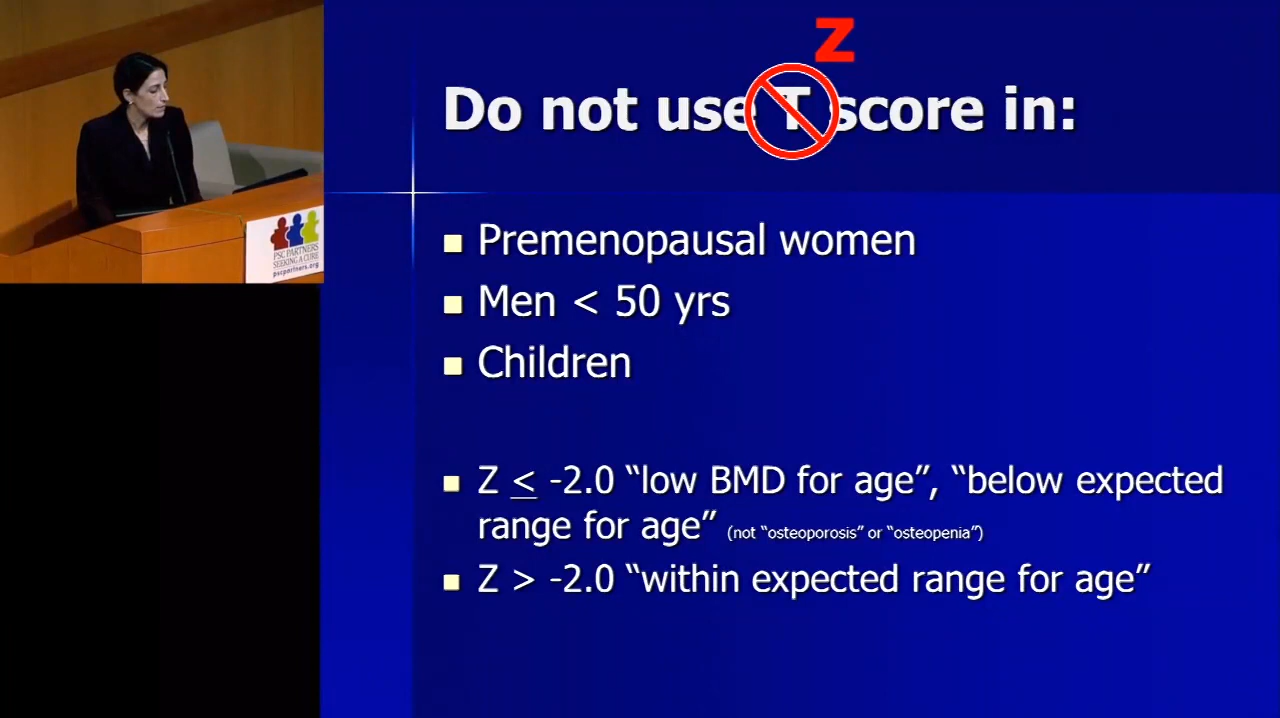 Z
Do not use T score in:
Premenopausal women
Men < 50 yrs
Children
Z ≤ -2.0 “low BMD for age”, “below expected
range for age” (not “osteoporosis” or “osteopenia”)
Z > -2.0 “within expected range for age”
PSC PARTNERS
SEEKING A CURE
pscpartners.org